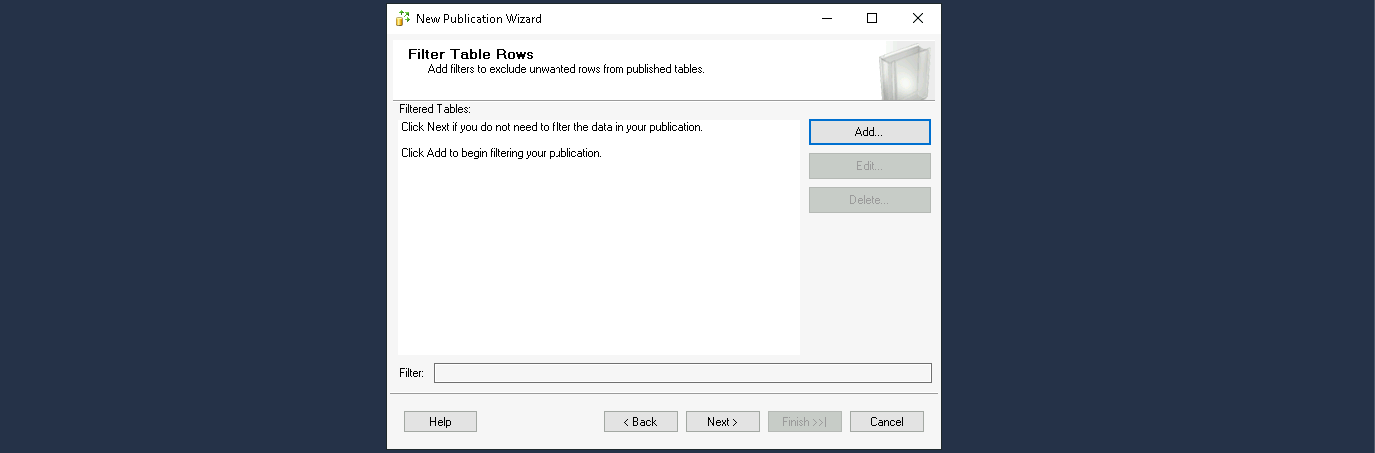 New Publication Wizard
Filter Table Rows
Add filters to exclude unwanted rows from published tables.
Filtered Tables:
Click Next if you do not need to filter the data in your publication.
Click Add to begin filtering your publication.
Add...
Edit...
Delete...
Filter:
Help
< Back
Next >
Finish >>|
Cancel